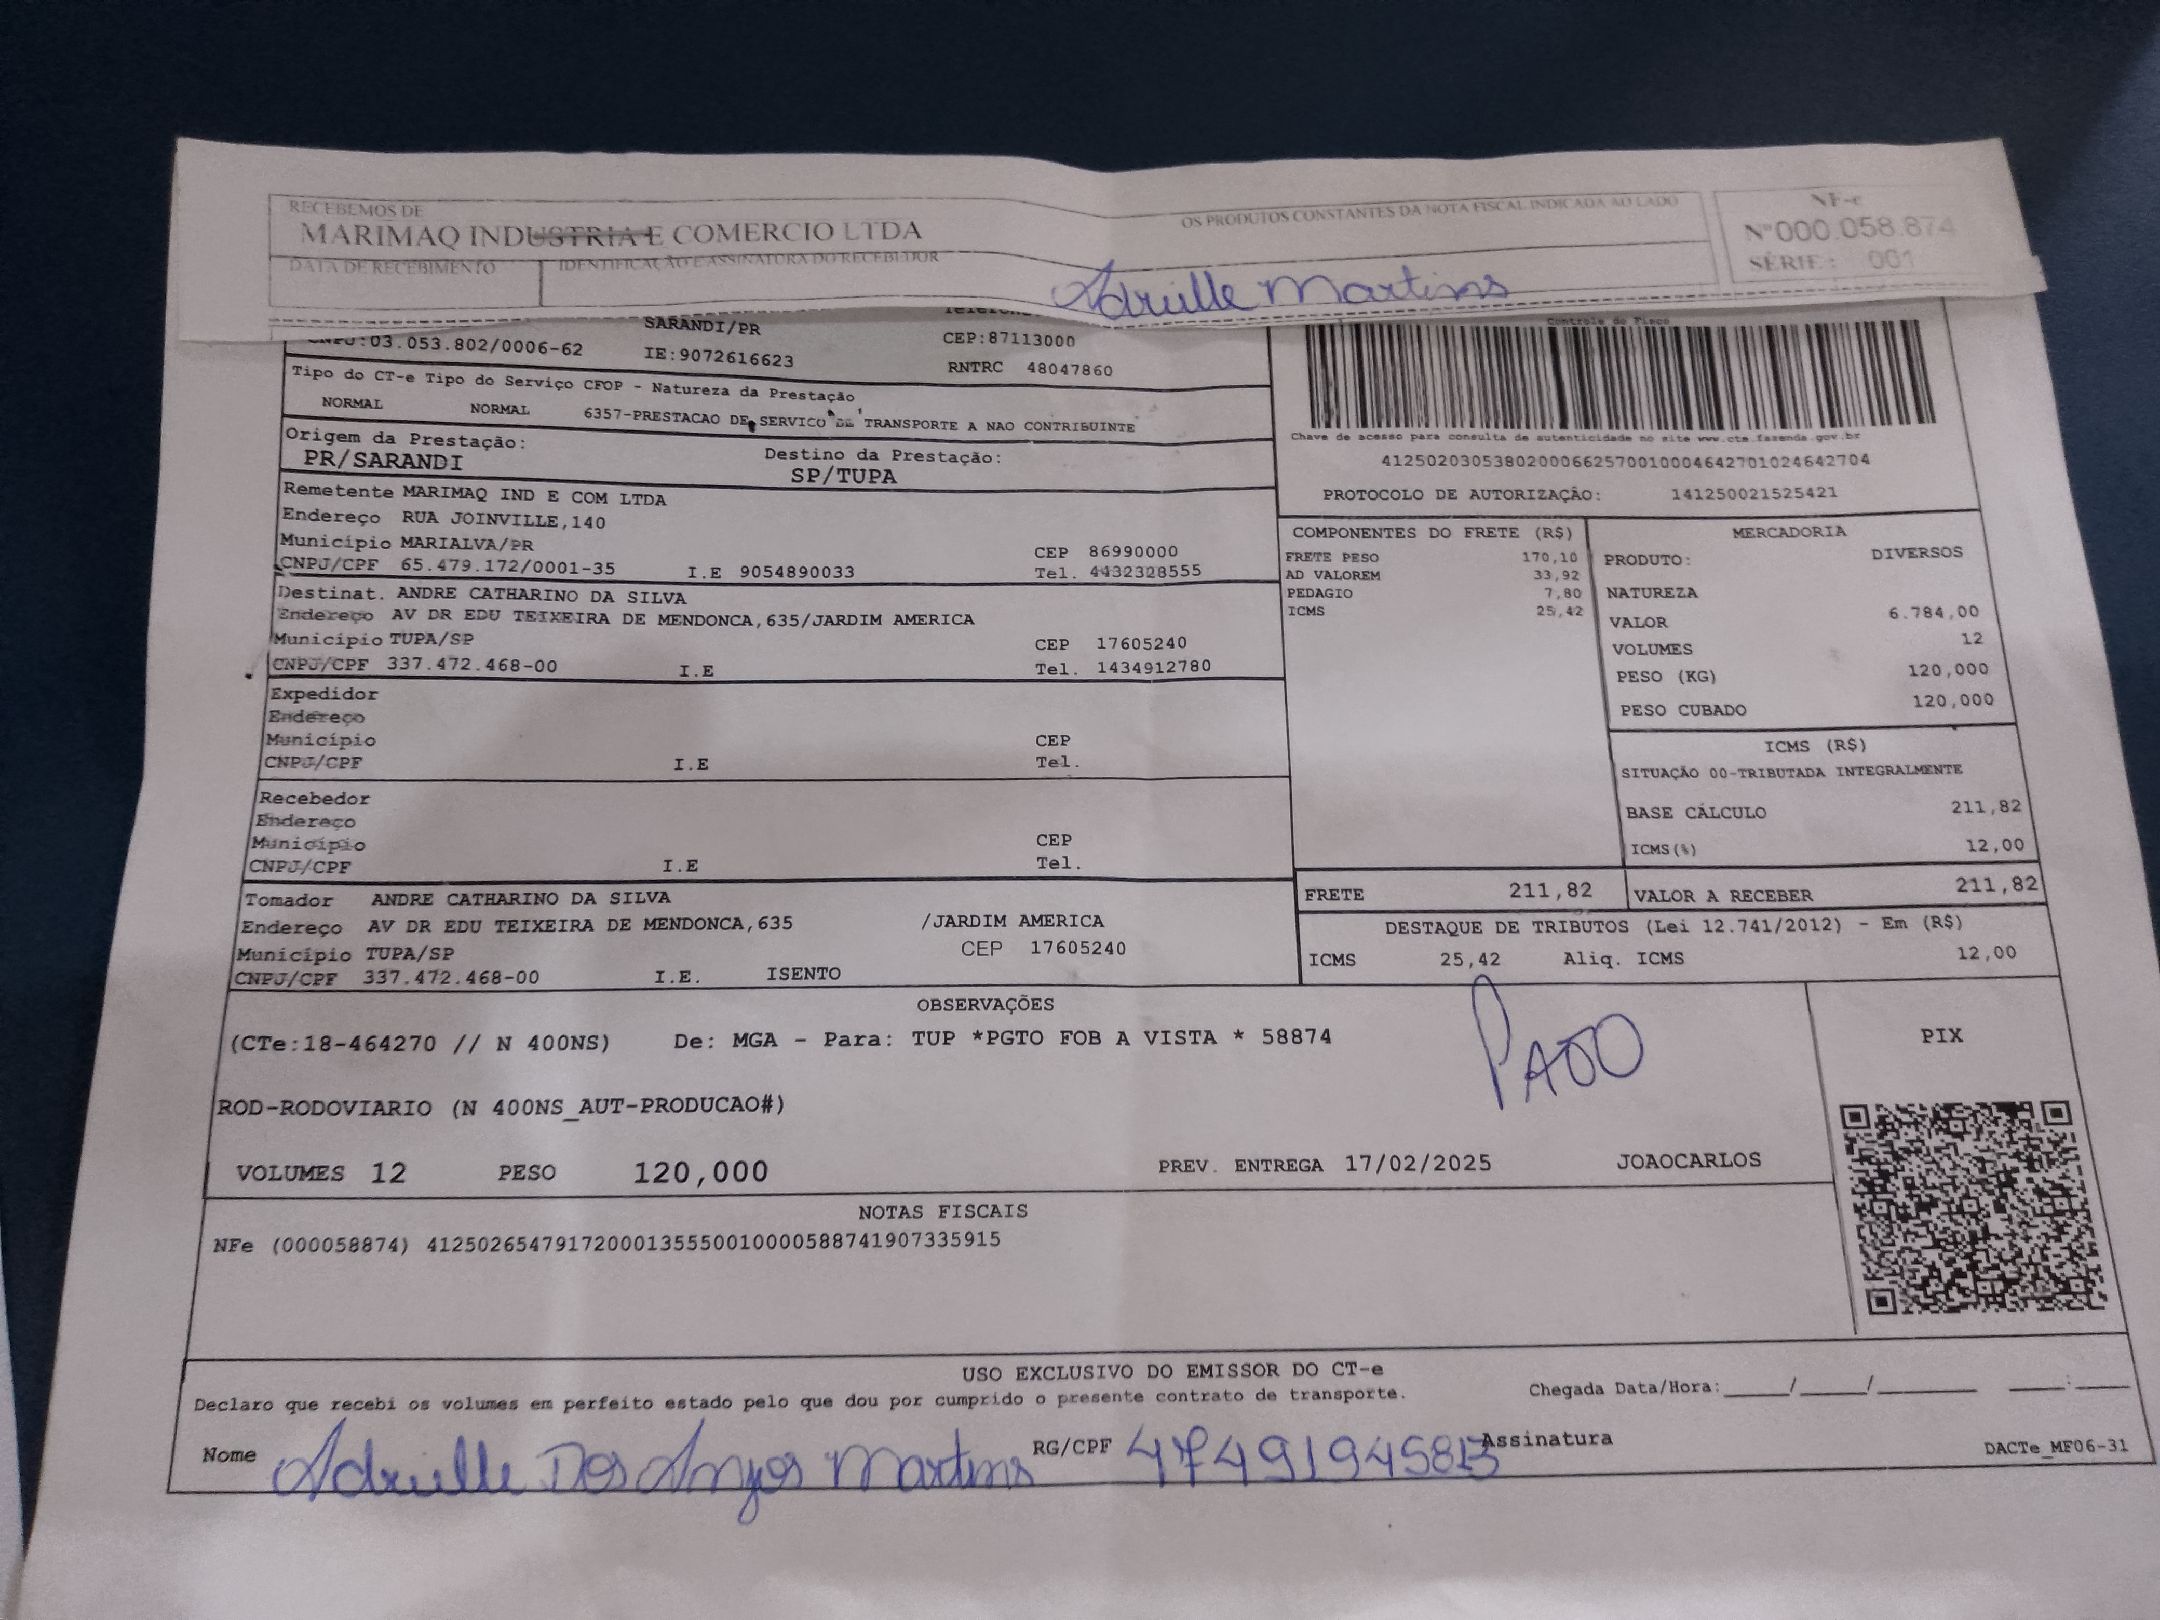 RECEBEMOS DE
OS PRODUTOS CONSTANTES DA NOTA FISCAL INDICADA AO LADO
MARIMAQ INDUSTRIA E COMERCIO LTDA
NF-e
Nº 000.058.874
SÉRIE: 001
DATA DE RECEBIMENTO
IDENTIFICAÇÃO E ASSINATURA DO RECEBEDOR
Adrielle Martins
SARANDI/PR
CNPJ:03.053.802/0006-62 IE:9072616623
CEP:87113000
RNTRC 48047860
Controle do Fisco
Tipo do CT-e Tipo do Serviço CFOP - Natureza da Prestação
NORMAL NORMAL 6357-PRESTACAO DE SERVICO DE TRANSPORTE A NAO CONTRIBUINTE
Chave de acesso para consulta de autenticidade no site www.cte.fazenda.gov.br
41250203053802000662570010004642701024642704
PROTOCOLO DE AUTORIZAÇÃO: 141250021525421
Origem da Prestação:
PR/SARANDI
Destino da Prestação:
SP/TUPA
Remetente MARIMAQ IND E COM LTDA
Endereço RUA JOINVILLE,140
Município MARIALVA/PR CEP 86990000
CNPJ/CPF 65.479.172/0001-35 I.E 9054890033 Tel. 4432328555
Destinat. ANDRE CATHARINO DA SILVA
Endereço AV DR EDU TEIXEIRA DE MENDONCA,635/JARDIM AMERICA
Município TUPA/SP CEP 17605240
CNPJ/CPF 337.472.468-00 I.E Tel. 1434912780
Expedidor
Endereço
Município CEP
CNPJ/CPF I.E Tel.
Recebedor
Endereço
Município CEP
CNPJ/CPF I.E Tel.
Tomador ANDRE CATHARINO DA SILVA
Endereço AV DR EDU TEIXEIRA DE MENDONCA,635 /JARDIM AMERICA
Município TUPA/SP CEP 17605240
CNPJ/CPF 337.472.468-00 I.E. ISENTO
COMPONENTES DO FRETE (R$)
FRETE PESO 170,10
AD VALOREM 33,92
PEDAGIO 7,80
ICMS 25,42
MERCADORIA
PRODUTO: DIVERSOS
NATUREZA
VALOR 6.784,00
VOLUMES 12
PESO (KG) 120,000
PESO CUBADO 120,000
ICMS (R$)
SITUAÇÃO 00-TRIBUTADA INTEGRALMENTE
BASE CÁLCULO 211,82
ICMS(%) 12,00
FRETE 211,82 VALOR A RECEBER 211,82
DESTAQUE DE TRIBUTOS (Lei 12.741/2012) - Em (R$)
ICMS 25,42 Aliq. ICMS 12,00
OBSERVAÇÕES
(CTe:18-464270 // N 400NS) De: MGA - Para: TUP *PGTO FOB A VISTA * 58874
PAGO
PIX
ROD-RODOVIARIO (N 400NS_AUT-PRODUCAO#)
VOLUMES 12 PESO 120,000 PREV. ENTREGA 17/02/2025 JOAOCARLOS
NOTAS FISCAIS
NFe (000058874) 41250265479172000135550010000588741907335915
USO EXCLUSIVO DO EMISSOR DO CT-e
Declaro que recebi os volumes em perfeito estado pelo que dou por cumprido o presente contrato de transporte. Chegada Data/Hora:____/____/________ ____:____
Nome Adrielle Dos Anjos Martins RG/CPF Assinatura
DACTe_MF06-31